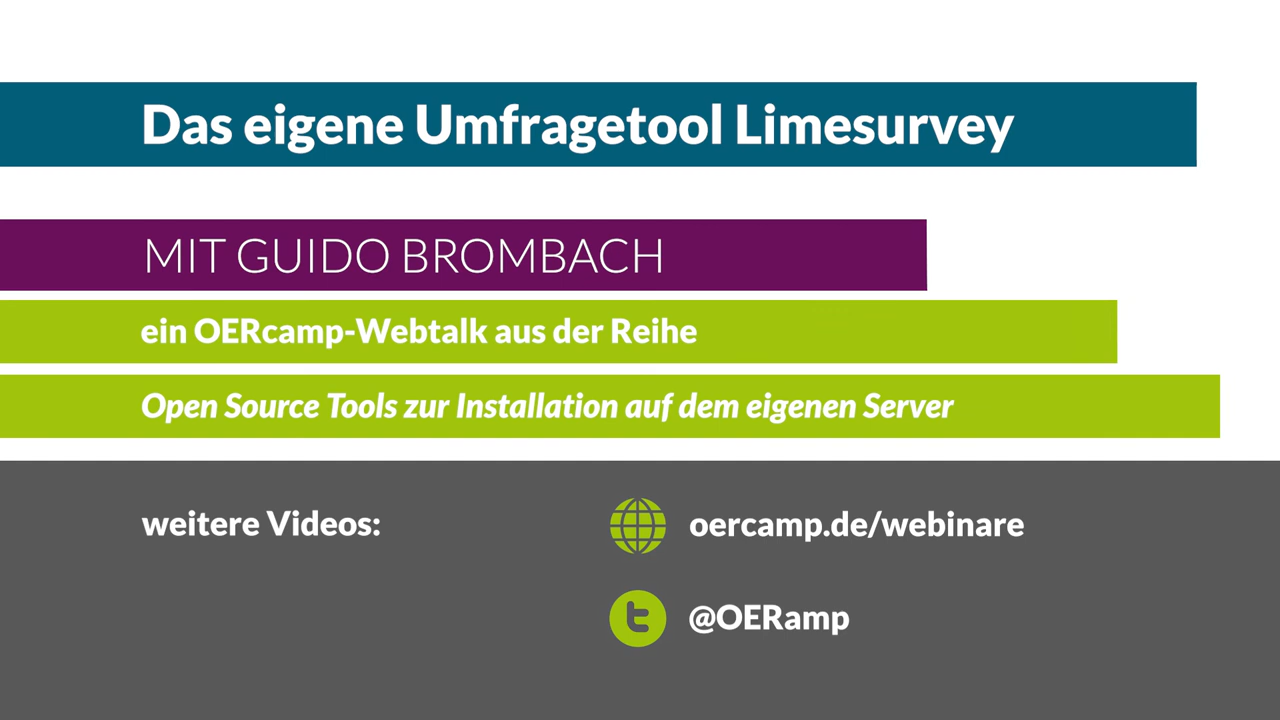 Das eigene Umfragetool Limesurvey
MIT GUIDO BROMBACH
ein OERcamp-Webtalk aus der Reihe
Open Source Tools zur Installation auf dem eigenen Server
weitere Videos:
oercamp.de/webinare
@OERamp